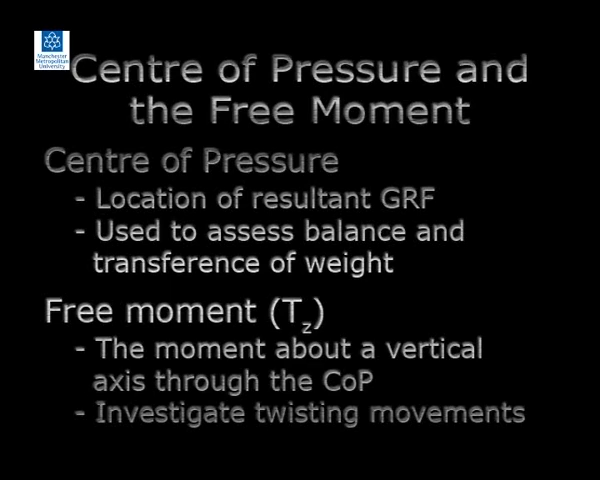 Manchester
Metropolitan
University
Centre of Pressure and
the Free Moment
Centre of Pressure
- Location of resultant GRF
- Used to assess balance and
transference of weight
Free moment (Tz)
- The moment about a vertical
axis through the CoP
- Investigate twisting movements